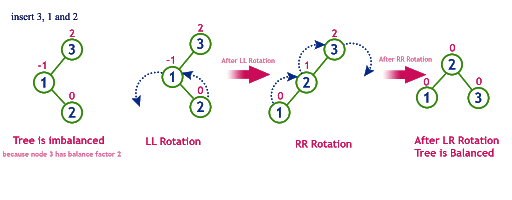 insert 3, 1 and 2
2
3
-1
1
0
2
Tree is imbalanced
because node 3 has balance factor 2
2
3
-1
1
0
2
LL Rotation
After LL Rotation
2
3
1
2
0
1
RR Rotation
After RR Rotation
0
2
0
1
0
3
After LR Rotation
Tree is Balanced